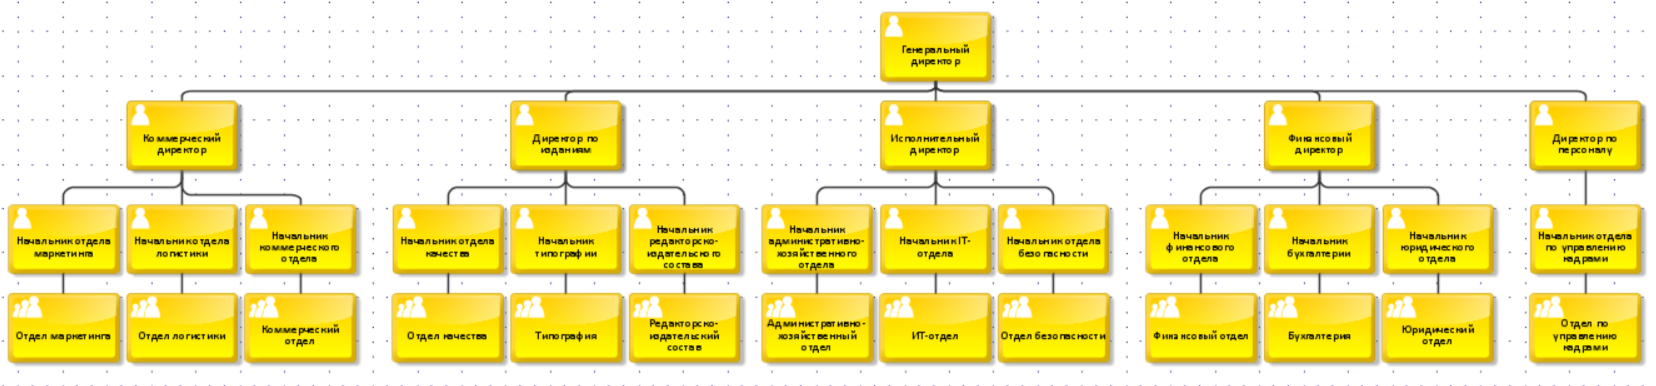 Генеральный
директор
Коммерческий
директор
Директор по
изданиям
Исполнительный
директор
Финансовый
директор
Директор по
персоналу
Начальник отдела
маркетинга
Начальник отдела
логистики
Начальник
коммерческого
отдела
Начальник отдела
качества
Начальник
типографии
Начальник
редакторско-
издательского
состава
Начальник
административно-
хозяйственного
отдела
Начальник IT-
отдела
Начальник отдела
безопасности
Начальник
финансового
отдела
Начальник
бухгалтерии
Начальник
юридического
отдела
Начальник отдела
по управлению
кадрами
Отдел маркетинга
Отдел логистики
Коммерческий
отдел
Отдел качества
Типография
Редакторско-
издательский
состав
Административно-
хозяйственный
отдел
ИТ-отдел
Отдел безопасности
Финансовый отдел
Бухгалтерия
Юридический
отдел
Отдел по
управлению
кадрами